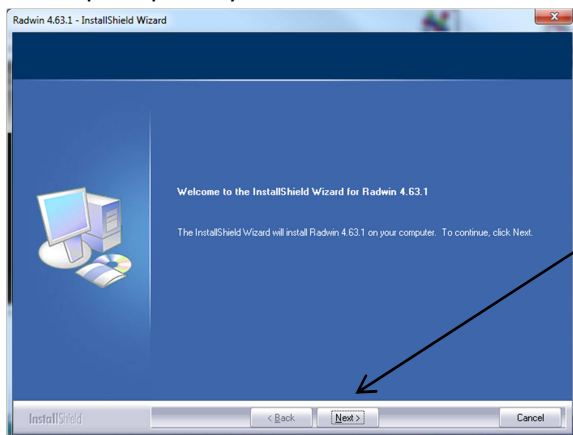 Radwin 4.63.1 - InstallShield Wizard
Welcome to the InstallShield Wizard for Radwin 4.63.1
The InstallShield Wizard will install Radwin 4.63.1 on your computer. To continue, click Next.
InstallShield
< Back Next > Cancel